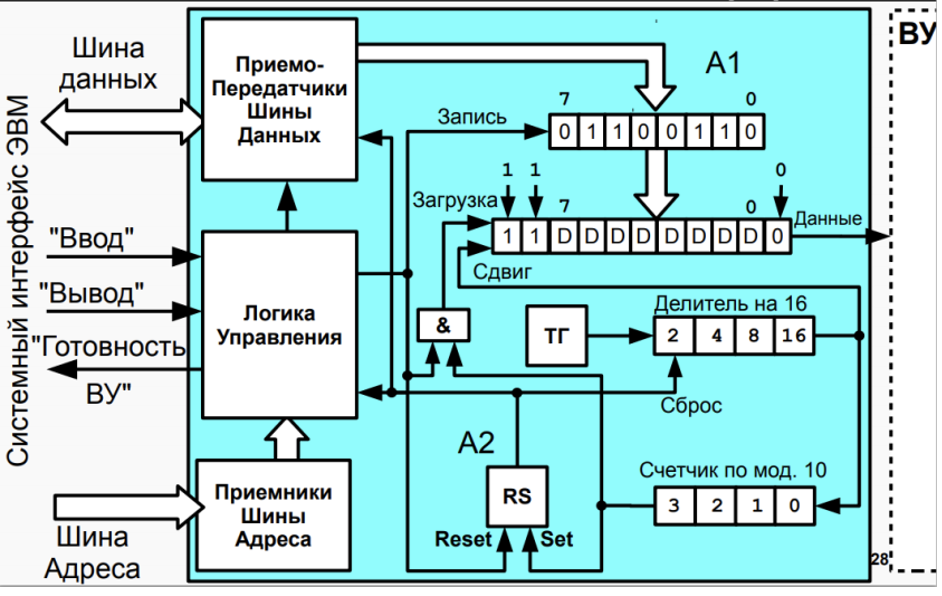 Системный интерфейс ЭВМ
Шина
данных
"Ввод"
"Вывод"
"Готовность
ВУ"
Шина
Адреса
Приемо-
Передатчики
Шины
Данных
Логика
Управления
Приемники
Шины
Адреса
А1
7 0
Запись
0 1 1 0 0 1 1 0
1 1 0
Загрузка
7 0
1 1 D D D D D D D D 0
Данные
Сдвиг
&
ТГ
Делитель на 16
2 4 8 16
Сброс
А2
RS
Reset
Set
Счетчик по мод. 10
3 2 1 0
ВУ
28